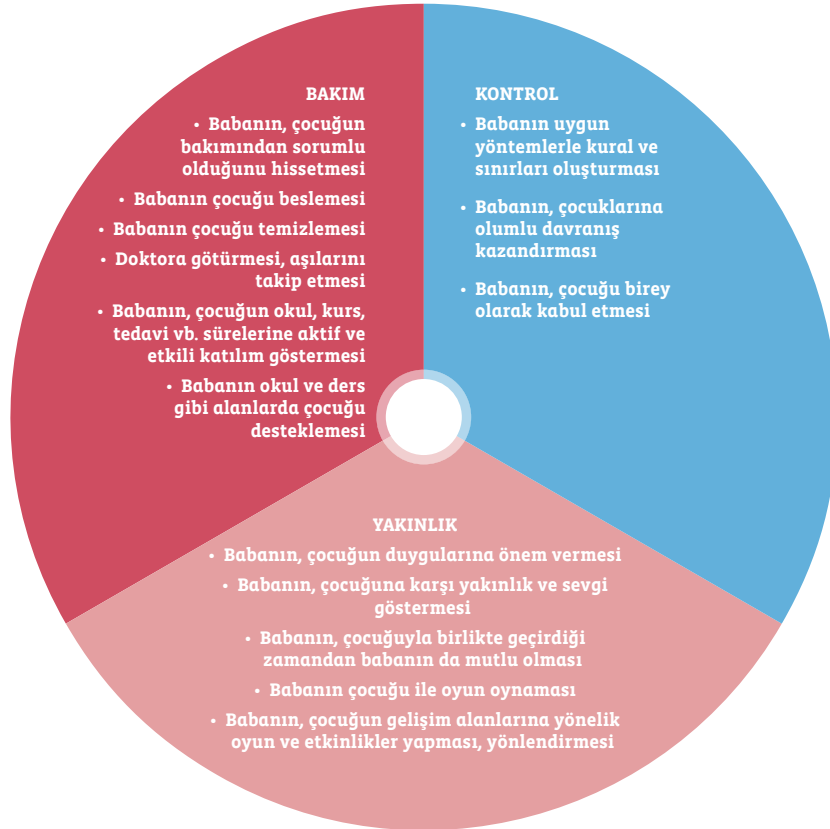 BAKIM
• Babanın, çocuğun
bakımından sorumlu
olduğunu hissetmesi
• Babanın çocuğu beslemesi
• Babanın çocuğu temizlemesi
• Doktora götürmesi, aşılarını
takip etmesi
• Babanın, çocuğun okul, kurs,
tedavi vb. sürelerine aktif ve
etkili katılım göstermesi
• Babanın okul ve ders
gibi alanlarda çocuğu
desteklemesi
KONTROL
• Babanın uygun
yöntemlerle kural ve
sınırları oluşturması
• Babanın, çocuklarına
olumlu davranış
kazandırması
• Babanın, çocuğu birey
olarak kabul etmesi
YAKINLIK
• Babanın, çocuğun duygularına önem vermesi
• Babanın, çocuğuna karşı yakınlık ve sevgi
göstermesi
• Babanın, çocuğuyla birlikte geçirdiği
zamandan babanın da mutlu olması
• Babanın çocuğu ile oyun oynaması
• Babanın, çocuğun gelişim alanlarına yönelik
oyun ve etkinlikler yapması, yönlendirmesi